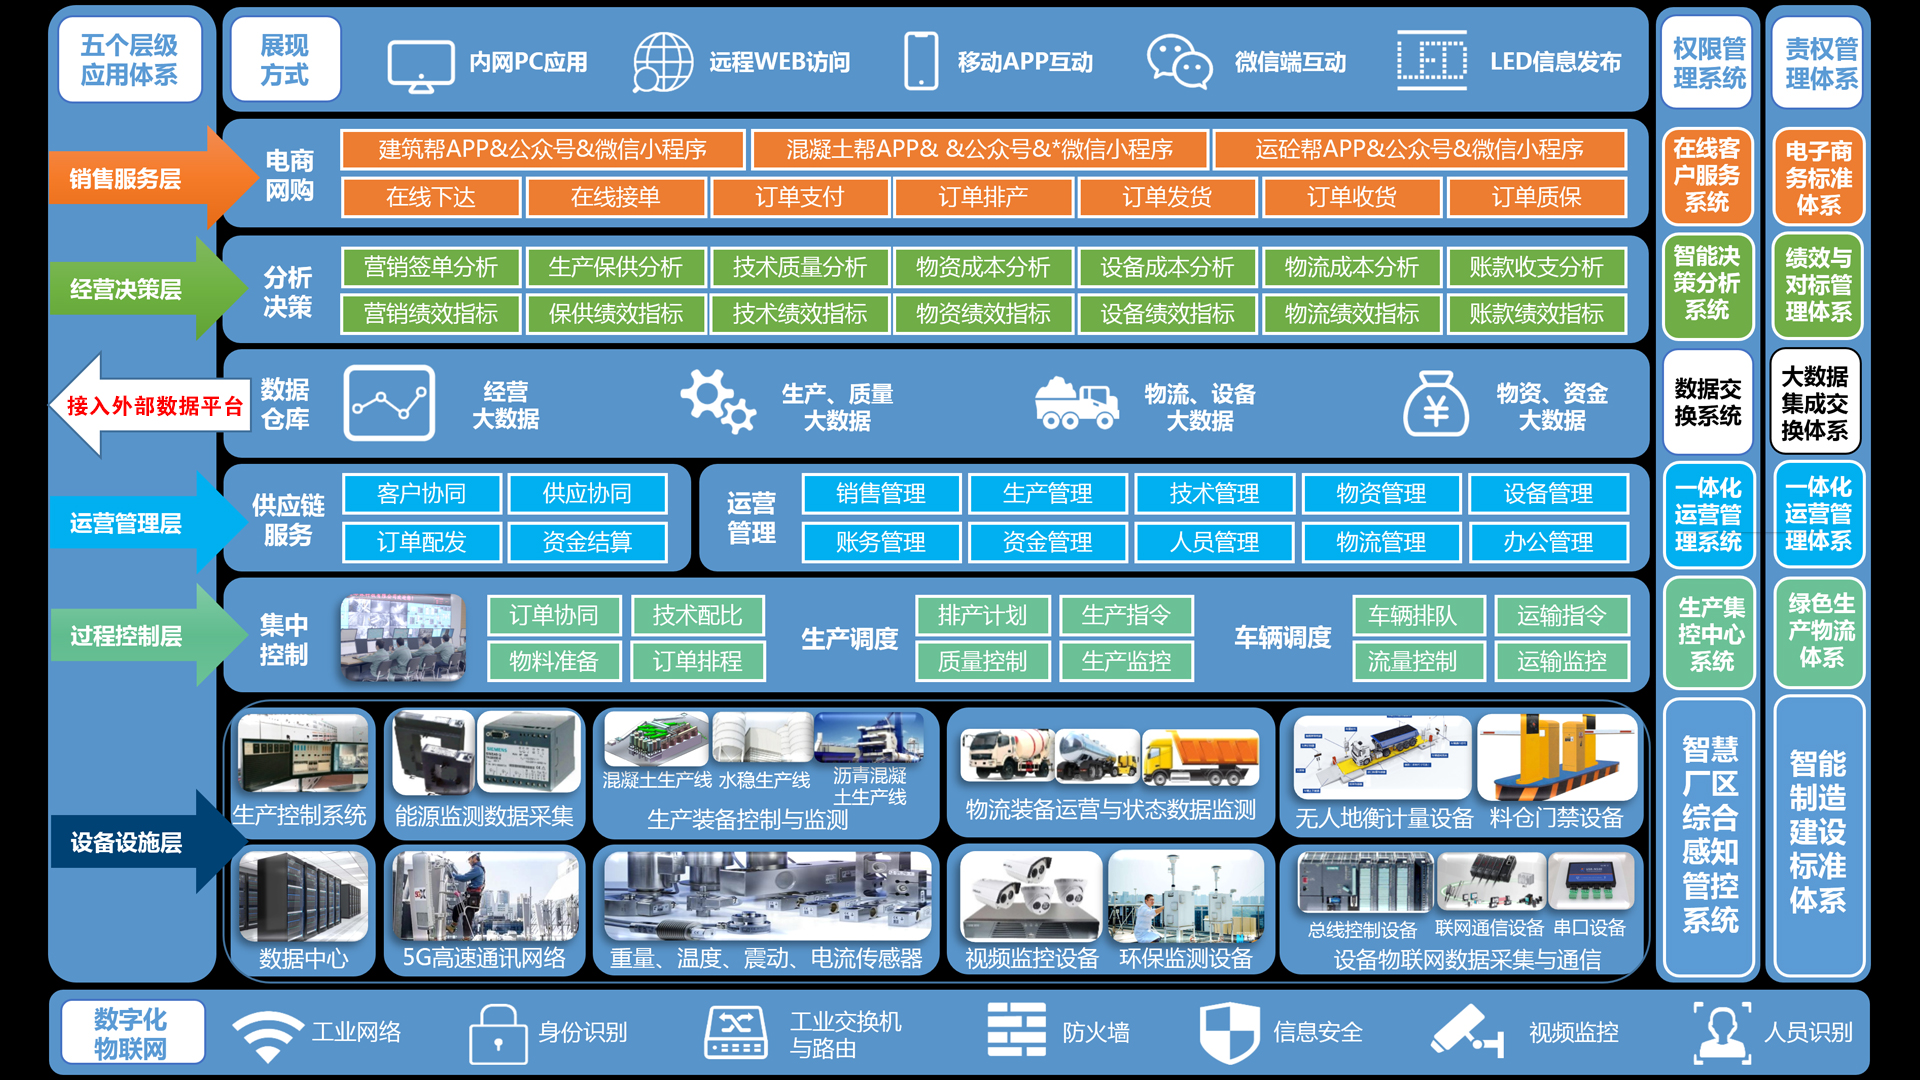 五个层级
应用体系
展现
方式
内网PC应用
远程WEB访问
移动APP互动
微信端互动
LED信息发布
权限管
理系统
责权管
理体系
销售服务层
电商
网购
建筑帮APP&公众号&微信小程序
混凝土帮APP& &公众号&*微信小程序
运砼帮APP&公众号&微信小程序
在线下达
在线接单
订单支付
订单排产
订单发货
订单收货
订单质保
在线客
户服务
系统
电子商
务标准
体系
经营决策层
分析
决策
营销签单分析
生产保供分析
技术质量分析
物资成本分析
设备成本分析
物流成本分析
账款收支分析
营销绩效指标
保供绩效指标
技术绩效指标
物资绩效指标
设备绩效指标
物流绩效指标
账款绩效指标
智能决
策分析
系统
绩效与
对标管
理体系
接入外部数据平台
数据
仓库
经营
大数据
生产、质量
大数据
物流、设备
大数据
物资、资金
大数据
数据交
换系统
大数据
集成交
换体系
运营管理层
供应链
服务
客户协同
供应协同
订单配发
资金结算
运营
管理
销售管理
生产管理
技术管理
物资管理
设备管理
账务管理
资金管理
人员管理
物流管理
办公管理
一体化
运营管
理系统
一体化
运营管
理体系
过程控制层
集中
控制
订单协同
技术配比
物料准备
订单排程
生产调度
排产计划
生产指令
质量控制
生产监控
车辆调度
车辆排队
运输指令
流量控制
运输监控
生产集
控中心
系统
绿色生
产物流
体系
设备设施层
生产控制系统
能源监测数据采集
混凝土生产线
水稳生产线
沥青混凝
土生产线
生产装备控制与监测
物流装备运营与状态数据监测
无人地衡计量设备
料仓门禁设备
数据中心
5G高速通讯网络
重量、温度、震动、电流传感器
视频监控设备
环保监测设备
总线控制设备
联网通信设备
串口设备
设备物联网数据采集与通信
智慧
厂区
综合
感知
管控
系统
智能
制造
建设
标准
体系
数字化
物联网
工业网络
身份识别
工业交换机
与路由
防火墙
信息安全
视频监控
人员识别